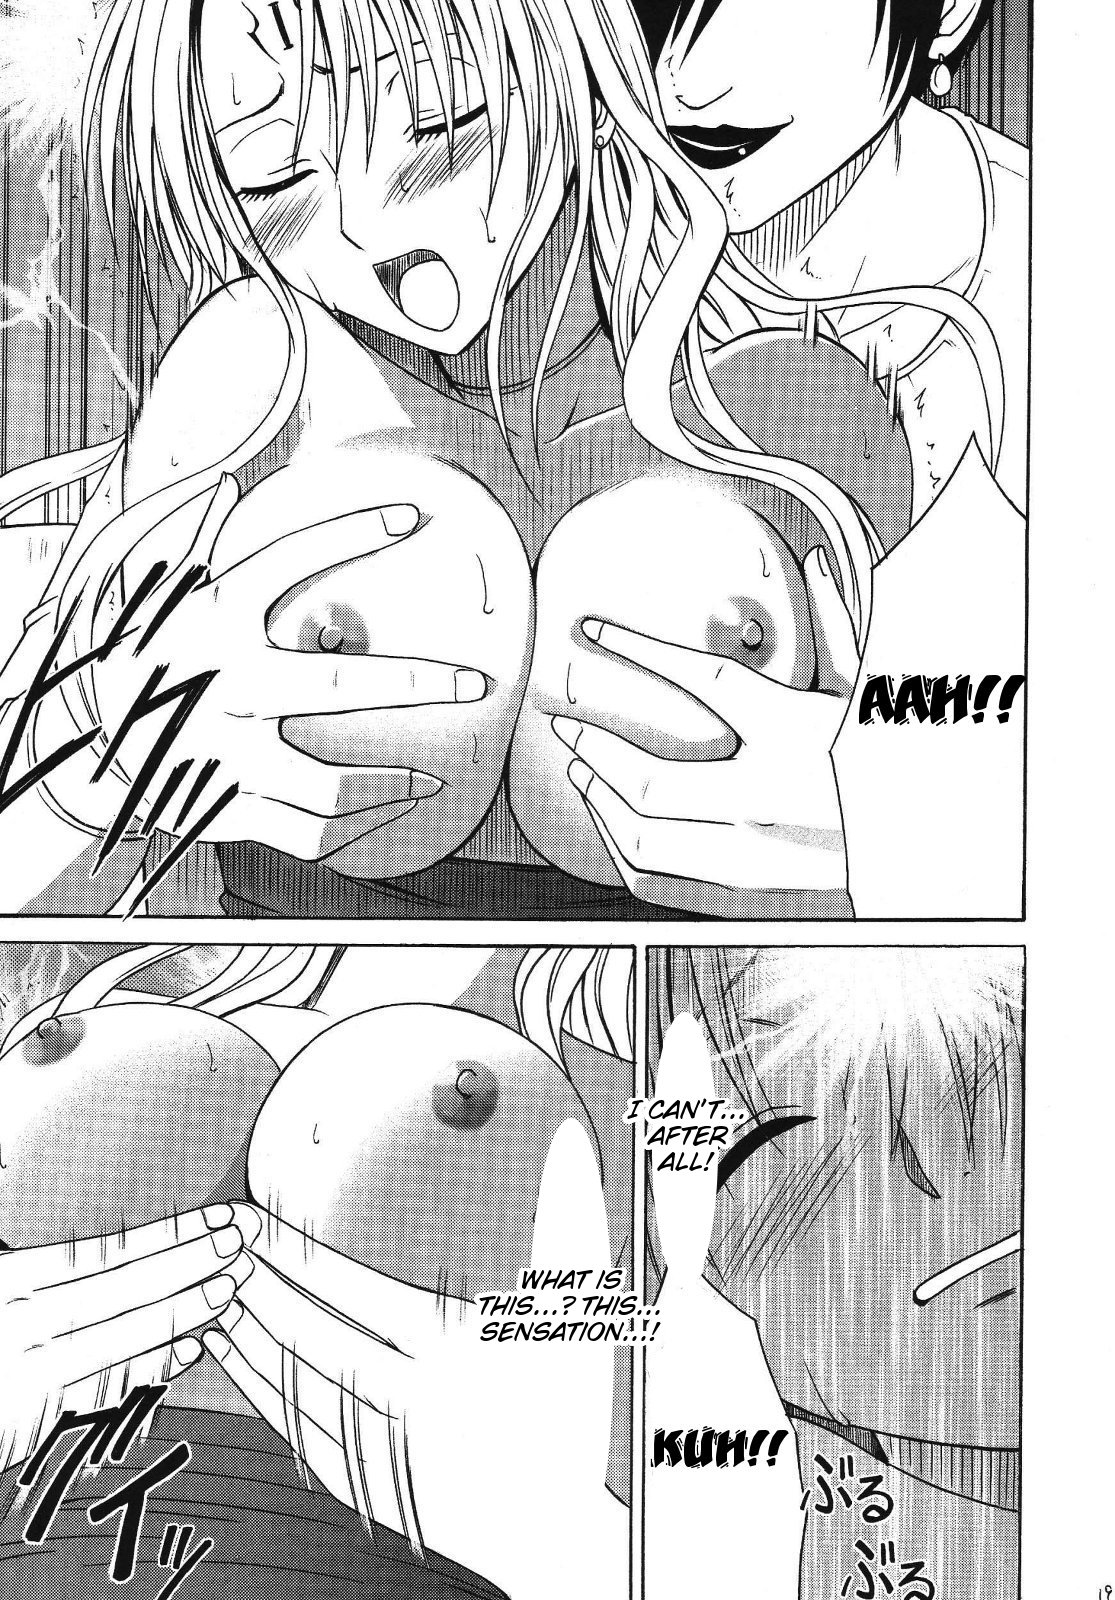 AAH!!
ビクッ
I CAN'T...
AFTER
ALL!
KUH!!
ぶる
ぶる
WHAT IS
THIS...? THIS...
SENSATION...!
グイッ
19